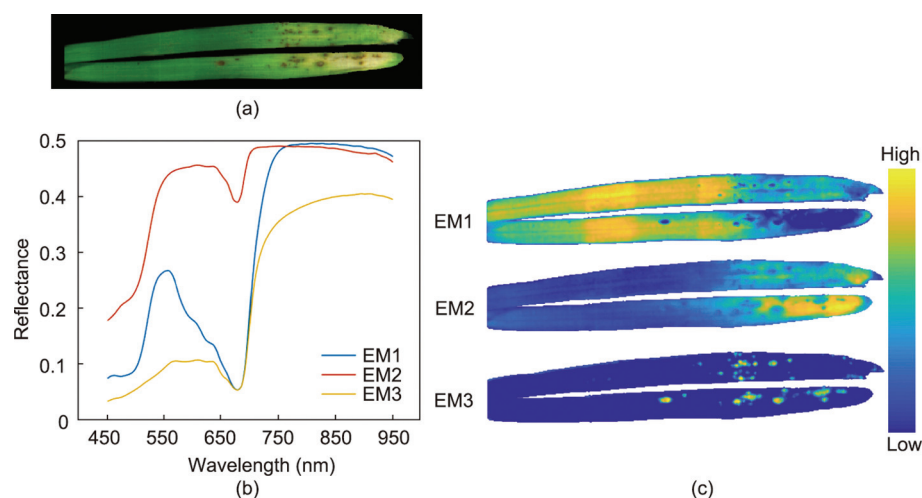 (a)
(b)
0.5
0.4
0.3
0.2
0.1
0
Reflectance
EM1
EM2
EM3
450 550 650 750 850 950
Wavelength (nm)
High
EM1
EM2
EM3
Low
(c)